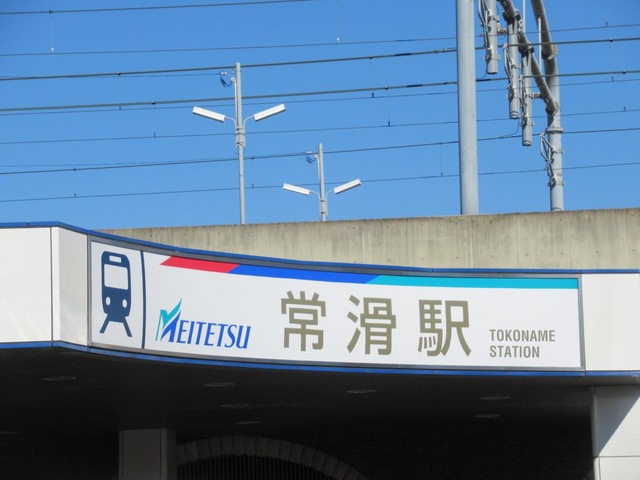 MEITETSU
常滑駅
TOKONAME
STATION